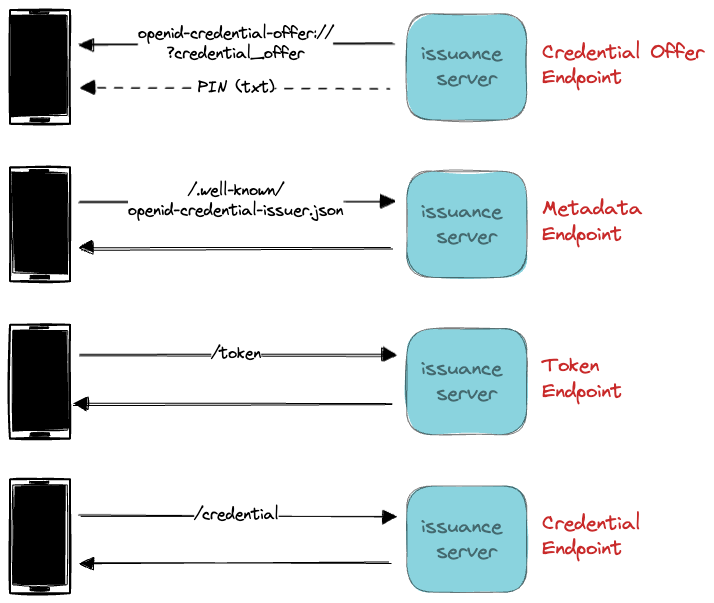 openid-credential-offer://
?credential_offer
PIN (txt)
issuance
server
Credential Offer
Endpoint
/.well-known/
openid-credential-issuer.json
issuance
server
Metadata
Endpoint
/token
issuance
server
Token
Endpoint
/credential
issuance
server
Credential
Endpoint